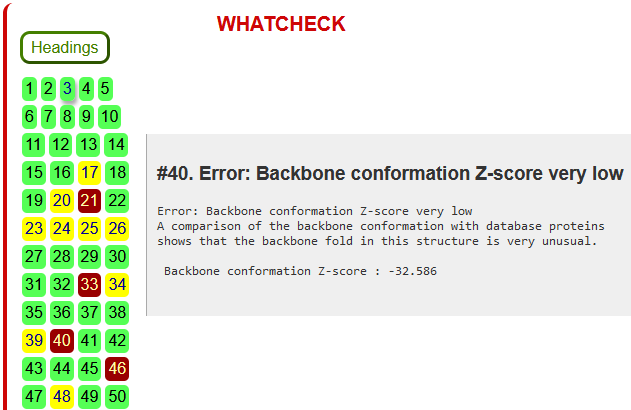 WHATCHECK
Headings
1 2 3 4 5
6 7 8 9 10
11 12 13 14
15 16 17 18
19 20 21 22
23 24 25 26
27 28 29 30
31 32 33 34
35 36 37 38
39 40 41 42
43 44 45 46
47 48 49 50
#40. Error: Backbone conformation Z-score very low
Error: Backbone conformation Z-score very low
A comparison of the backbone conformation with database proteins
shows that the backbone fold in this structure is very unusual.
Backbone conformation Z-score : -32.586